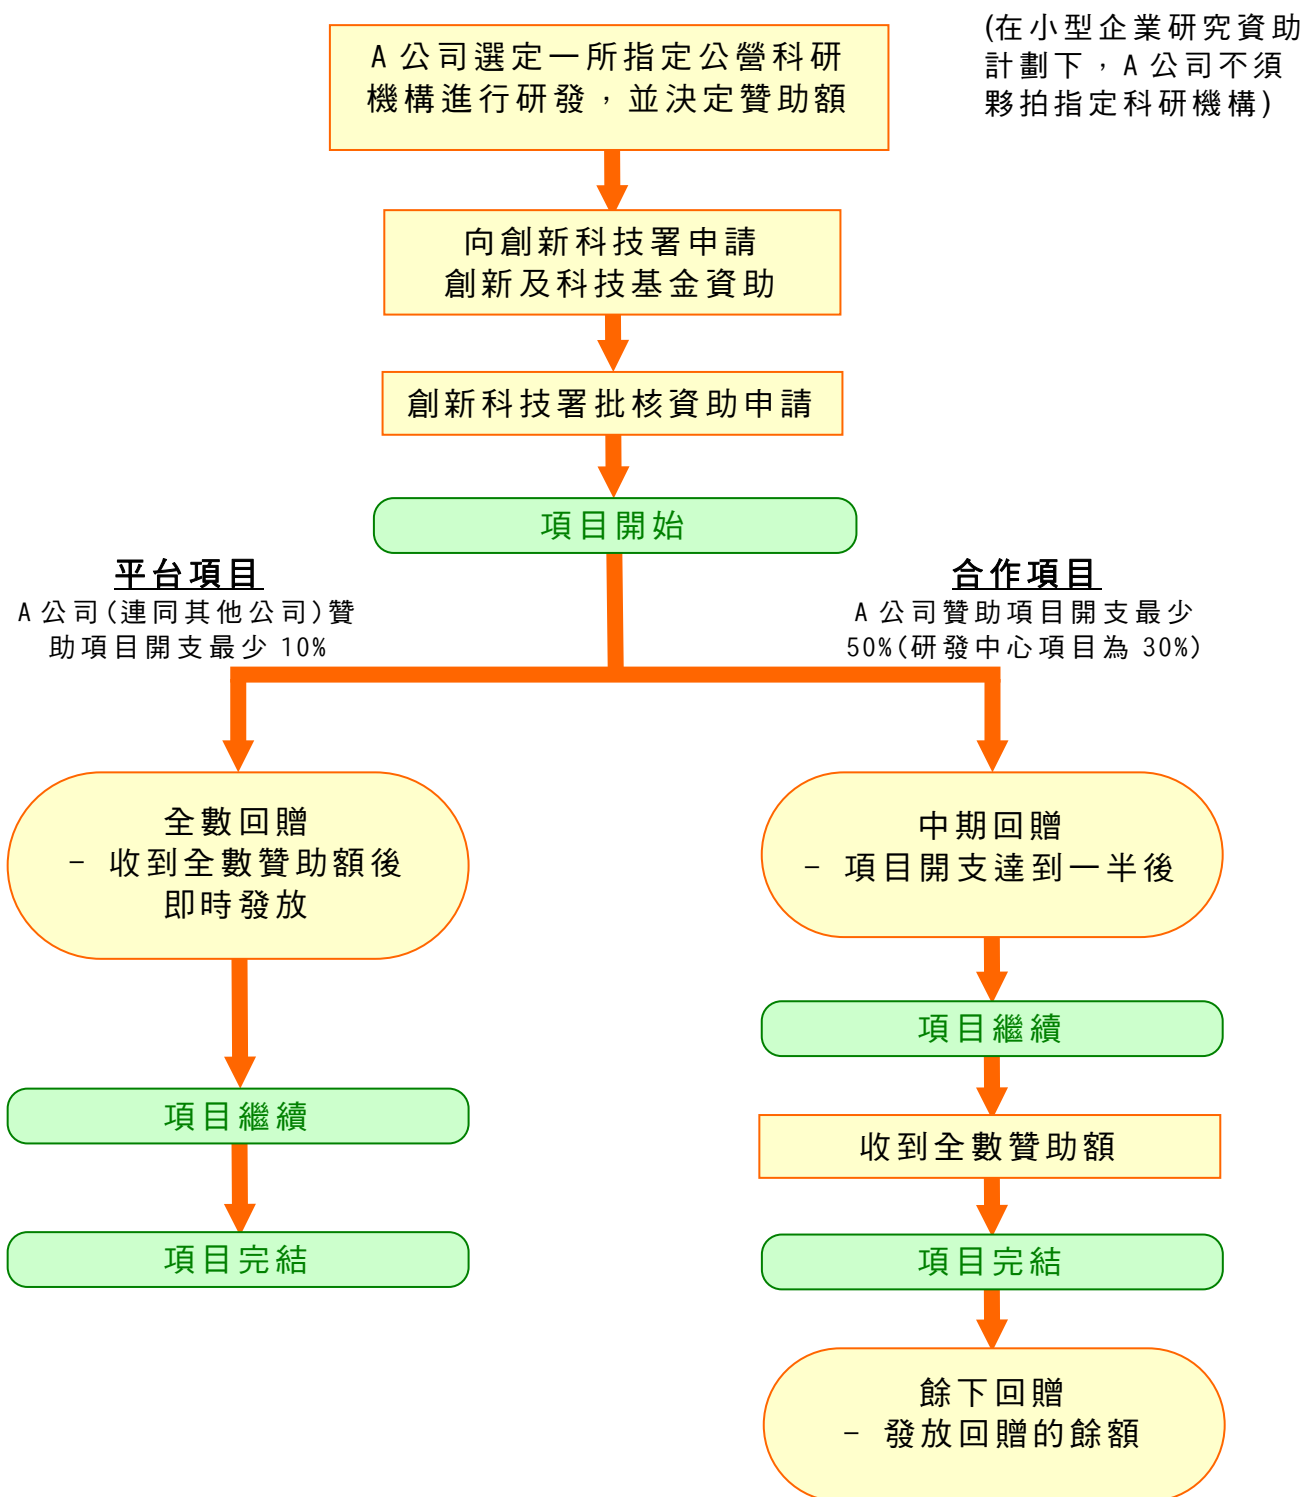 (在小型企業研究資助
計劃下，A公司不須
夥拍指定科研機構)
A公司選定一所指定公營科研
機構進行研發，並決定贊助額
向創新科技署申請
創新及科技基金資助
創新科技署批核資助申請
項目開始
平台項目
A公司(連同其他公司)贊
助項目開支最少 10%
合作項目
A公司贊助項目開支最少
50%(研發中心項目為 30%)
全數回贈
- 收到全數贊助額後
即時發放
項目繼續
項目完結
中期回贈
- 項目開支達到一半後
項目繼續
收到全數贊助額
項目完結
餘下回贈
- 發放回贈的餘額